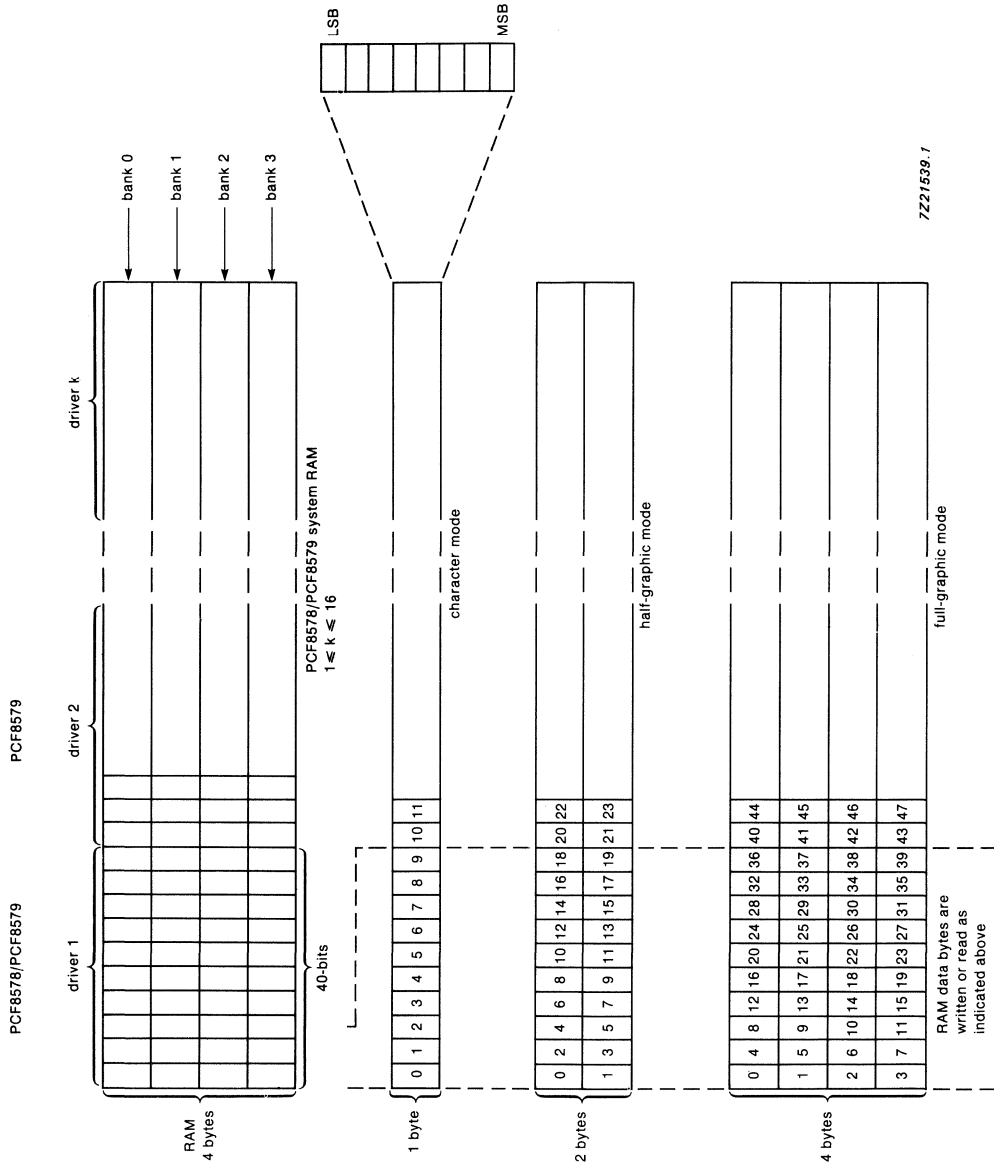 PCF8578/PCF8579
PCF8579
driver 1
driver 2
driver k
RAM
4 bytes
bank 0
bank 1
bank 2
bank 3
40-bits
PCF8578/PCF8579 system RAM
1 ⩽ k ⩽ 16
LSB
MSB
1 byte
0 1 2 3 4 5 6 7 8 9 10 11
character mode
2 bytes
0 2 4 6 8 10 12 14 16 18 20 22
1 3 5 7 9 11 13 15 17 19 21 23
half-graphic mode
4 bytes
0 4 8 12 16 20 24 28 32 36 40 44
1 5 9 13 17 21 25 29 33 37 41 45
2 6 10 14 18 22 26 30 34 38 42 46
3 7 11 15 19 23 27 31 35 39 43 47
full-graphic mode
RAM data bytes are
written or read as
indicated above
7Z21539.1